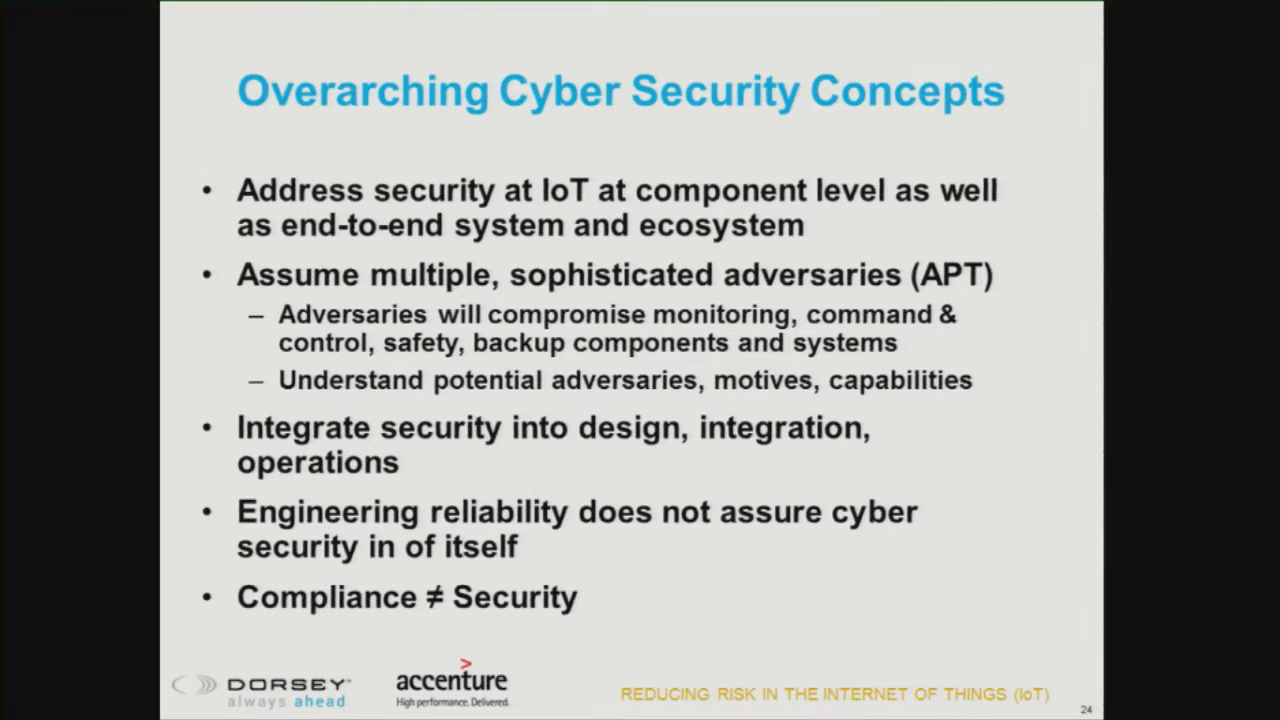 Overarching Cyber Security Concepts
• Address security at IoT at component level as well
as end-to-end system and ecosystem
• Assume multiple, sophisticated adversaries (APT)
– Adversaries will compromise monitoring, command &
control, safety, backup components and systems
– Understand potential adversaries, motives, capabilities
• Integrate security into design, integration,
operations
• Engineering reliability does not assure cyber
security in of itself
• Compliance ≠ Security
DORSEY™
always ahead
>
accenture
High performance. Delivered.
REDUCING RISK IN THE INTERNET OF THINGS (IoT)
24